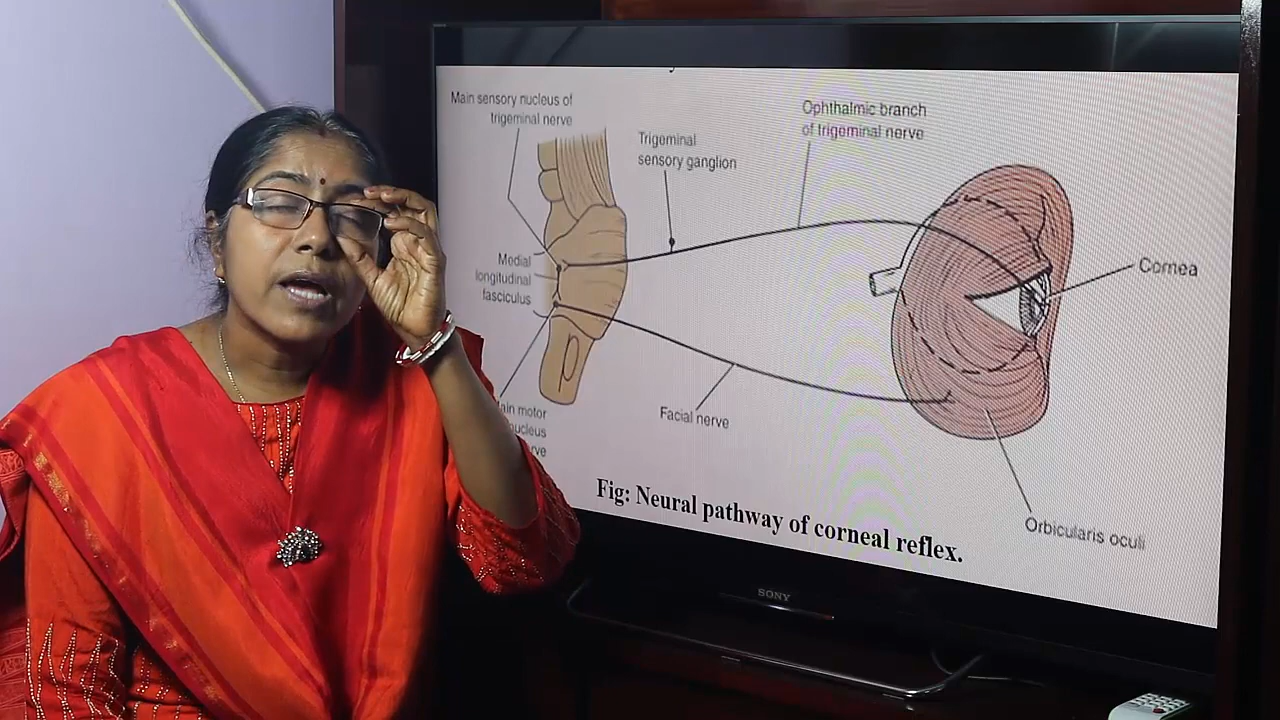 Main sensory nucleus of
trigeminal nerve
Trigeminal
sensory ganglion
Ophthalmic branch
of trigeminal nerve
Medial
longitudinal
fasciculus
Cornea
motor
Facial nerve
Orbicularis oculi
Fig: Neural pathway of corneal reflex.
SONY